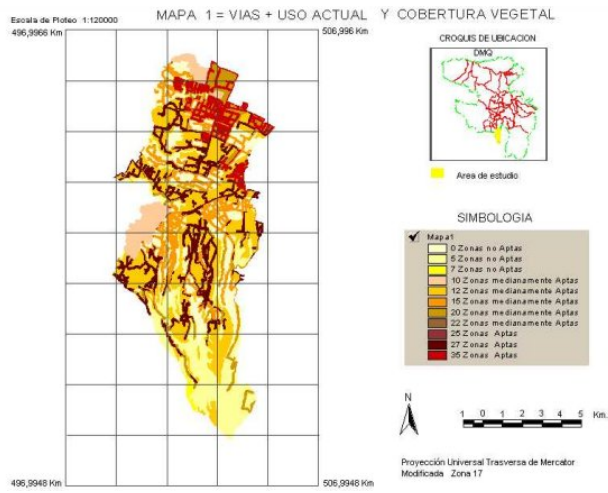 MAPA 1 = VIAS + USO ACTUAL Y COBERTURA VEGETAL
Escala de Ploteo 1:120000
496,9966 Km
506,996 Km
CROQUIS DE UBICACION
DMQ
Area de estudio
SIMBOLOGIA
Mapa1
0 Zonas no Aptas
5 Zonas no Aptas
7 Zonas no Aptas
10 Zonas medianamente Aptas
12 Zonas medianamente Aptas
15 Zonas medianamente Aptas
20 Zonas medianamente Aptas
22 Zonas medianamente Aptas
25 Zonas Aptas
27 Zonas Aptas
35 Zonas Aptas
N
1 0 1 2 3 4 5 Km.
Proyección Universal Trasversa de Mercator
Modificada Zona 17
496,9948 Km
506,9948 Km